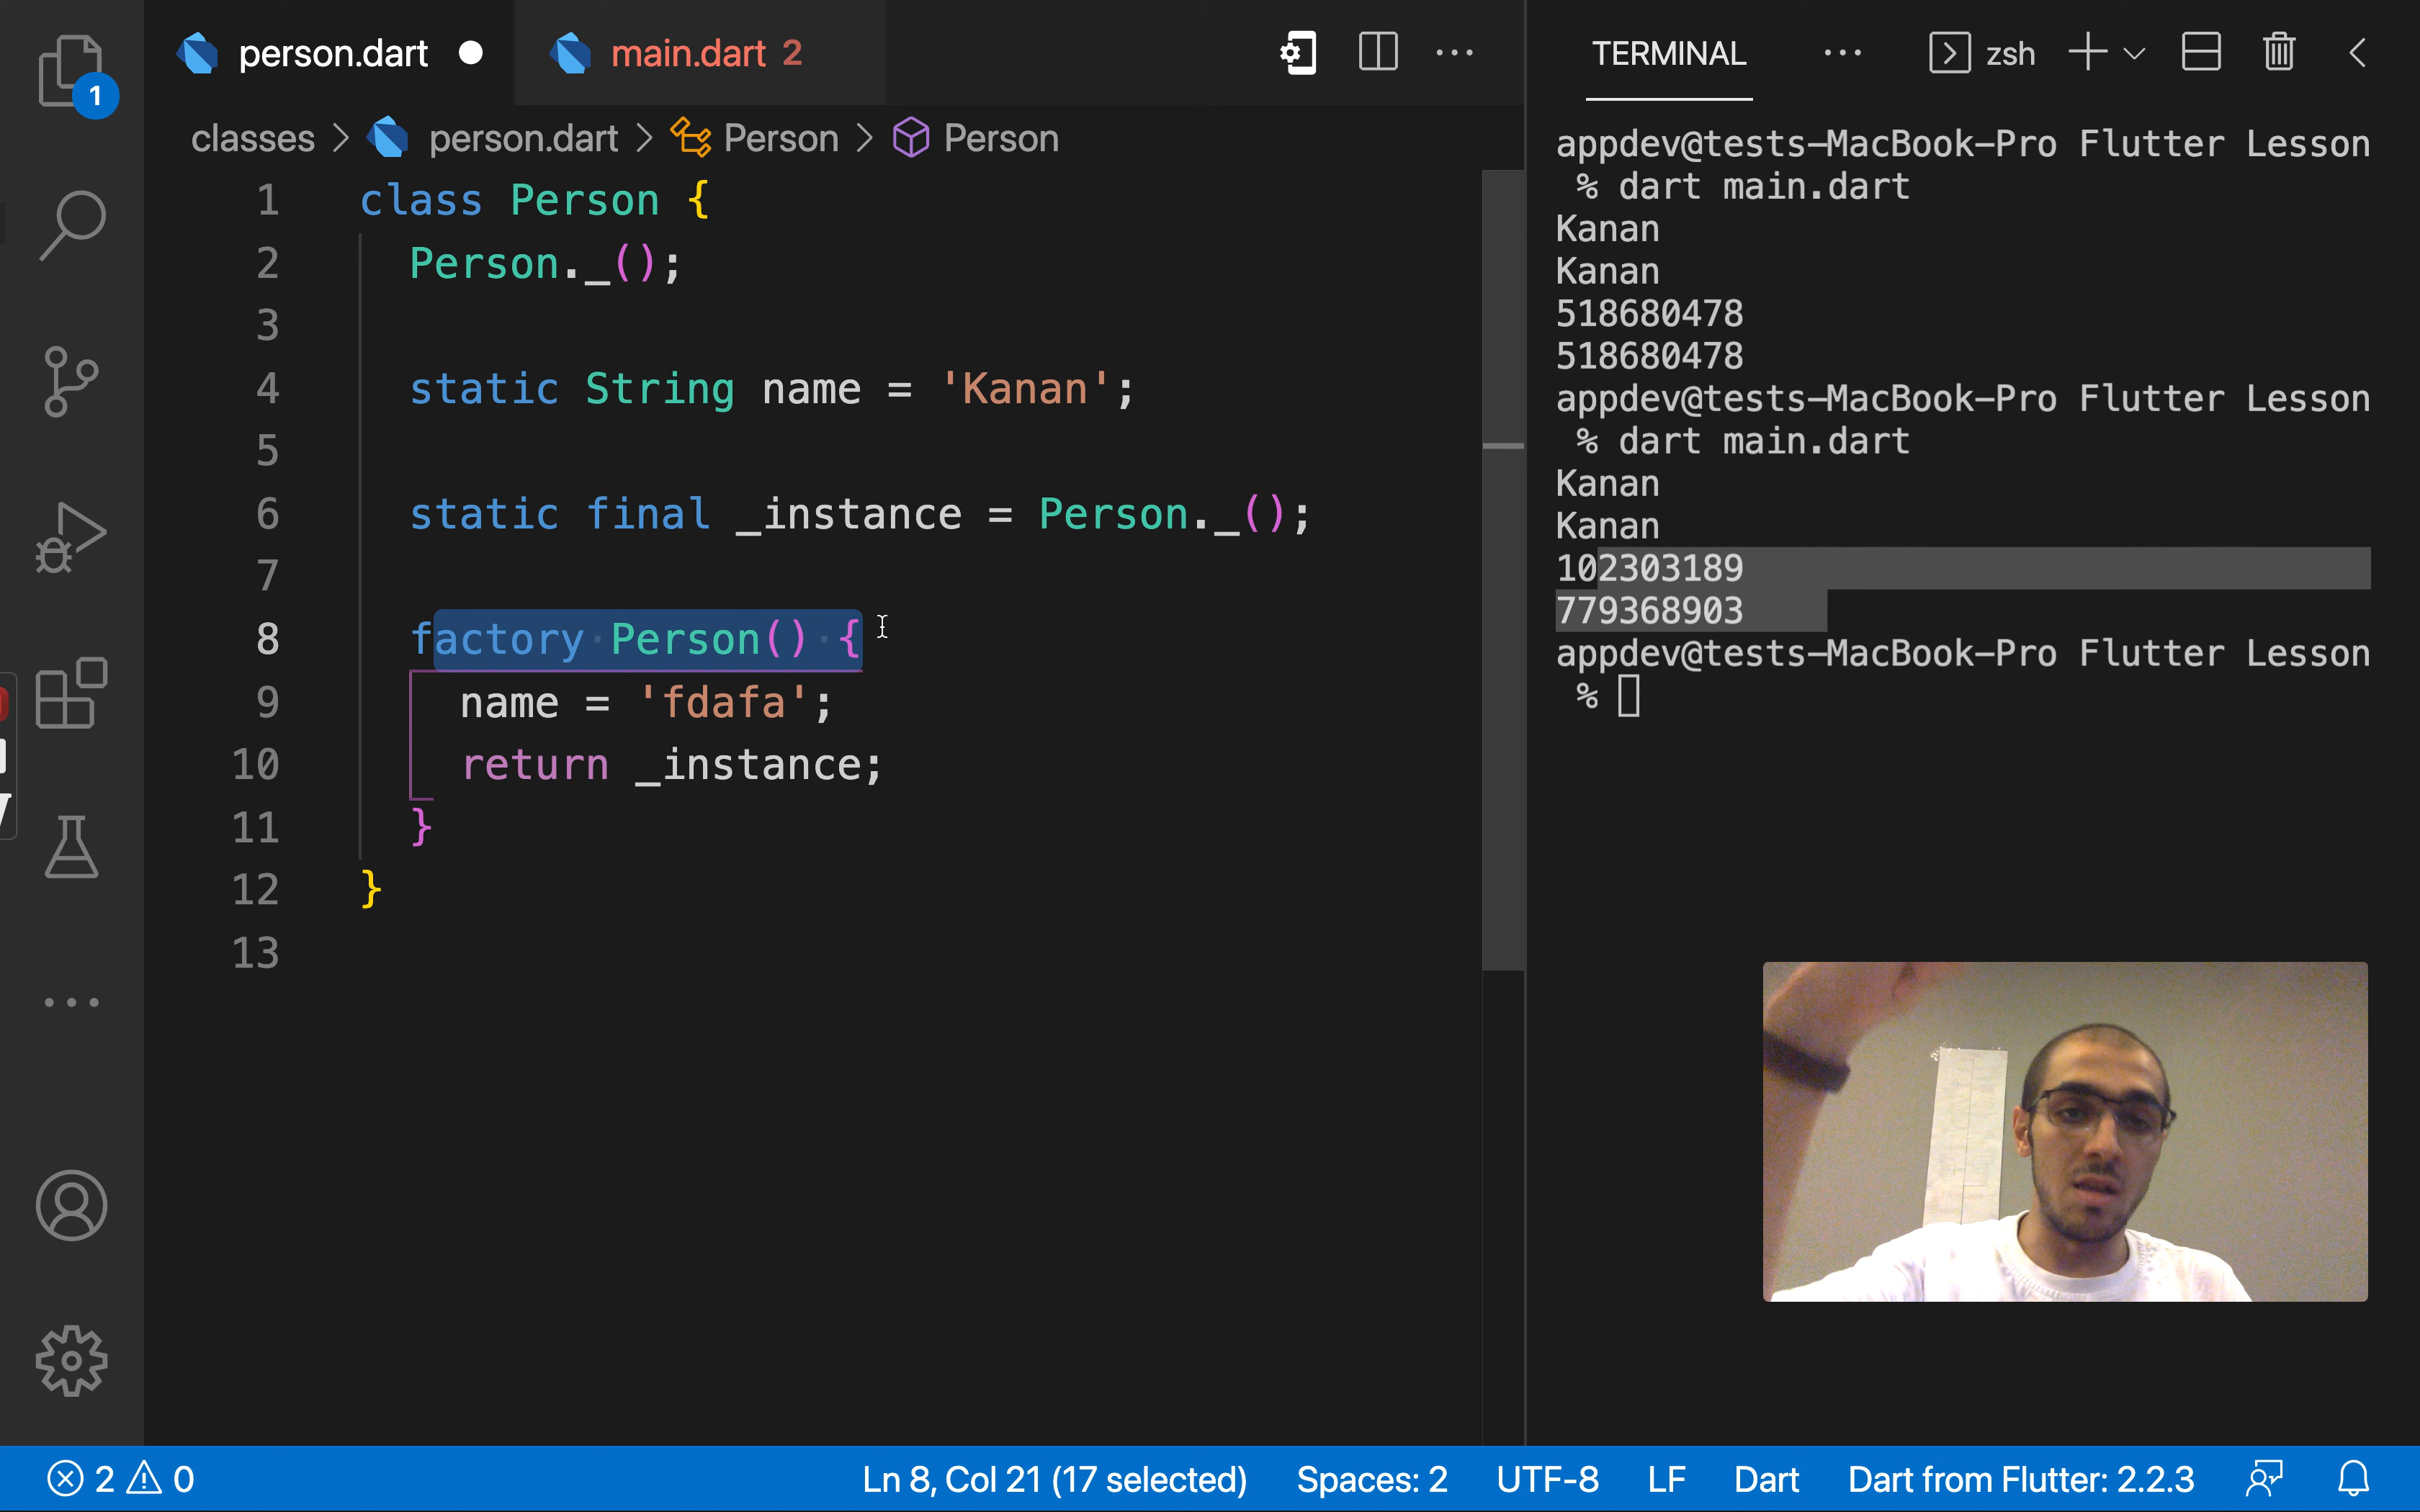 person.dart
main.dart 2
TERMINAL
zsh
1
classes > person.dart > Person > Person
1 class Person {
2 Person._();
3
4 static String name = 'Kanan';
5
6 static final _instance = Person._();
7
8 factory Person() {
9 name = 'fdafa';
10 return _instance;
11 }
12 }
13
appdev@tests-MacBook-Pro Flutter Lesson
% dart main.dart
Kanan
Kanan
518680478
518680478
appdev@tests-MacBook-Pro Flutter Lesson
% dart main.dart
Kanan
Kanan
102303189
779368903
appdev@tests-MacBook-Pro Flutter Lesson
%
2 0
Ln 8, Col 21 (17 selected)
Spaces: 2
UTF-8
LF
Dart
Dart from Flutter: 2.2.3